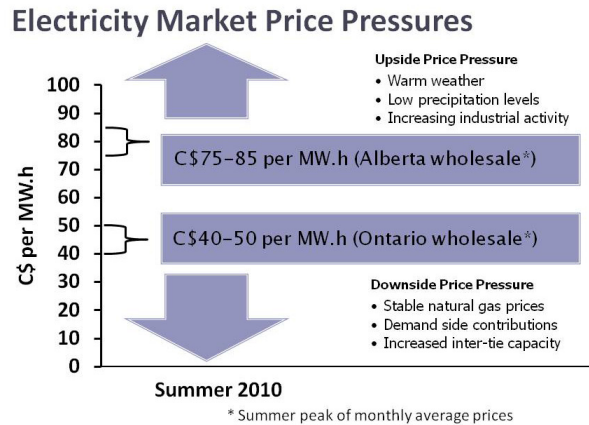 Electricity Market Price Pressures
Upside Price Pressure
• Warm weather
• Low precipitation levels
• Increasing industrial activity
C$ per MW.h
100
90
80
70
60
50
40
30
20
10
0
C$75–85 per MW.h (Alberta wholesale*)
C$40–50 per MW.h (Ontario wholesale*)
Downside Price Pressure
• Stable natural gas prices
• Demand side contributions
• Increased inter-tie capacity
Summer 2010
* Summer peak of monthly average prices